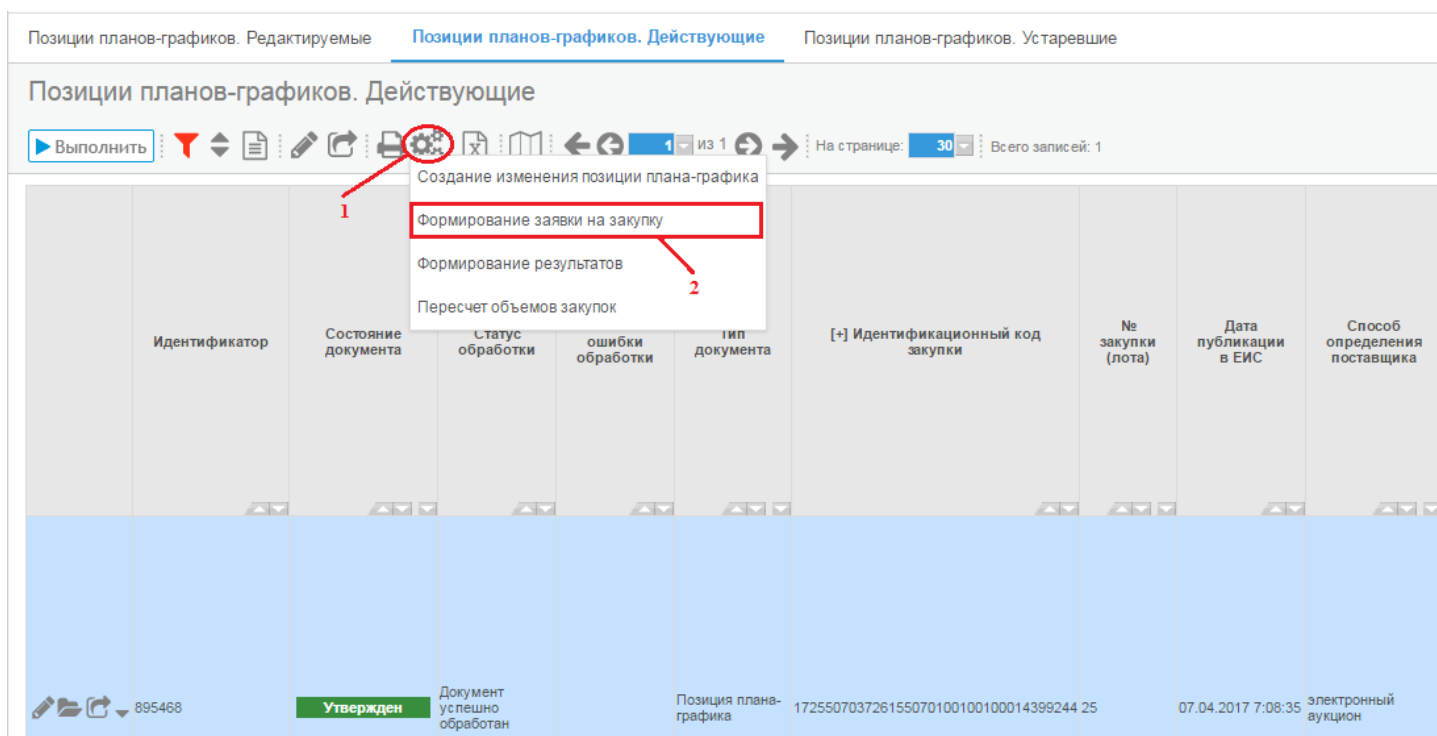 Позиции планов-графиков. Редактируемые Позиции планов-графиков. Действующие Позиции планов-графиков. Устаревшие
Позиции планов-графиков. Действующие
Выполнить x 1 из 1 На странице: 30 Всего записей: 1
Создание изменения позиции плана-графика
1
Формирование заявки на закупку
Формирование результатов
2
Пересчет объемов закупок
Идентификатор
Состояние
документа
Статус
обработки
ошибки
обработки
Тип
документа
[+] Идентификационный код
закупки
№
закупки
(лота)
Дата
публикации
в ЕИС
Способ
определения
поставщика
895468
Утвержден
Документ
успешно
обработан
Позиция плана-
графика
172550703726155070100100100014399244
25
07.04.2017 7:08:35
электронный
аукцион